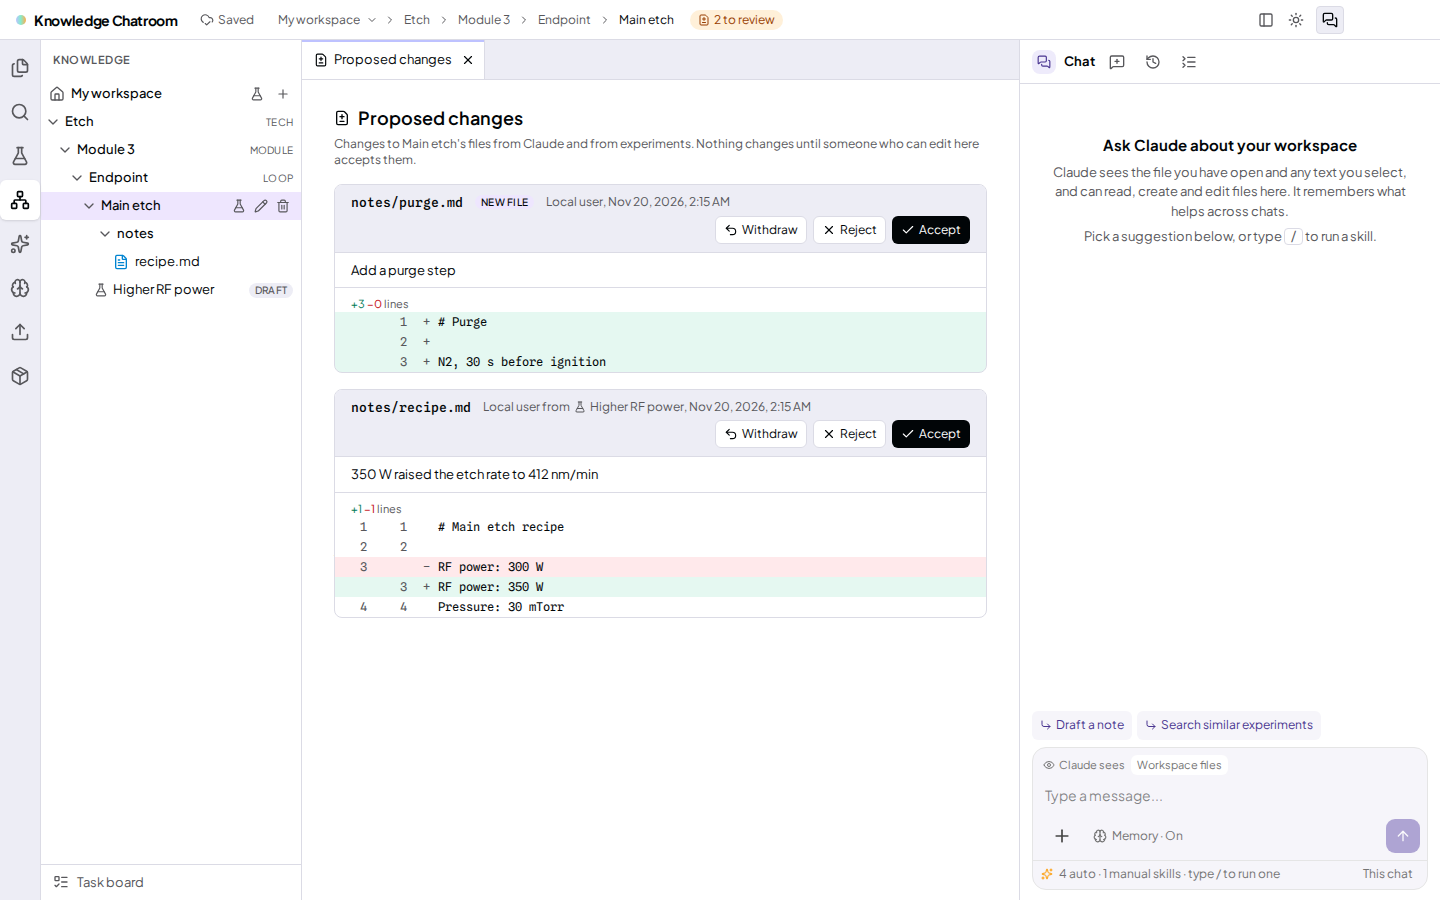 Knowledge Chatroom
Saved
My workspace > Etch > Module 3 > Endpoint > Main etch
2 to review
KNOWLEDGE
My workspace
Etch TECH
Module 3 MODULE
Endpoint LOOP
Main etch
notes
recipe.md
Higher RF power DRAFT
Task board
Proposed changes
Proposed changes
Changes to Main etch's files from Claude and from experiments. Nothing changes until someone who can edit here
accepts them.
notes/purge.md NEW FILE Local user, Nov 20, 2026, 2:15 AM
Withdraw Reject Accept
Add a purge step
+3 −0 lines
1 + # Purge
2 +
3 + N2, 30 s before ignition
notes/recipe.md Local user from Higher RF power, Nov 20, 2026, 2:15 AM
Withdraw Reject Accept
350 W raised the etch rate to 412 nm/min
+1 −1 lines
1 1 # Main etch recipe
2 2
3 − RF power: 300 W
3 + RF power: 350 W
4 4 Pressure: 30 mTorr
Chat
Ask Claude about your workspace
Claude sees the file you have open and any text you select,
and can read, create and edit files here. It remembers what
helps across chats.
Pick a suggestion below, or type / to run a skill.
Draft a note
Search similar experiments
Claude sees Workspace files
Type a message...
Memory · On
4 auto · 1 manual skills · type / to run one
This chat